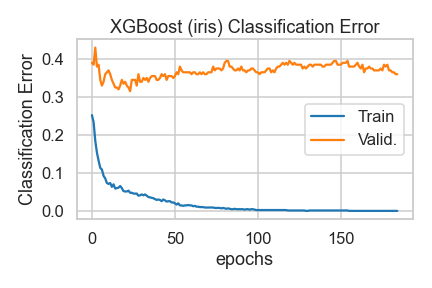 XGBoost (iris) Classification Error
Classification Error
0.4
0.3
0.2
0.1
0.0
Train
Valid.
0 50 100 150
epochs